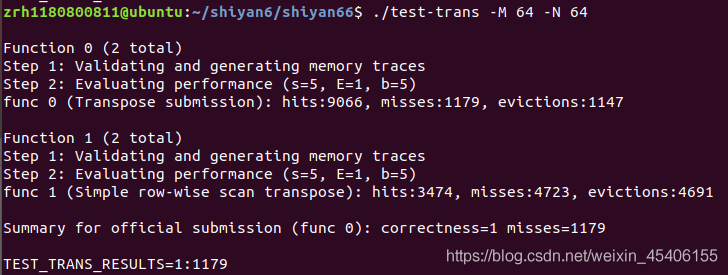 zrh1180800811@ubuntu:~/shiyan6/shiyan66$ ./test-trans -M 64 -N 64
Function 0 (2 total)
Step 1: Validating and generating memory traces
Step 2: Evaluating performance (s=5, E=1, b=5)
func 0 (Transpose submission): hits:9066, misses:1179, evictions:1147
Function 1 (2 total)
Step 1: Validating and generating memory traces
Step 2: Evaluating performance (s=5, E=1, b=5)
func 1 (Simple row-wise scan transpose): hits:3474, misses:4723, evictions:4691
Summary for official submission (func 0): correctness=1 misses=1179
https://blog.csdn.net/weixin_45406155
TEST_TRANS_RESULTS=1:1179